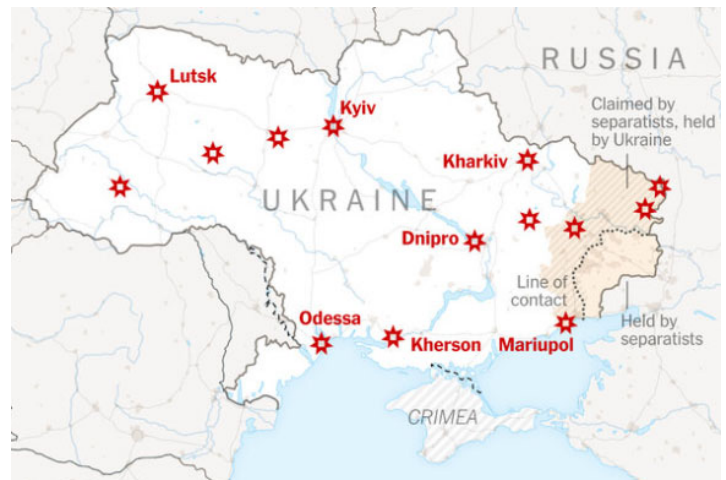 RUSSIA
Lutsk
Claimed by
separatists, held
by Ukraine
Kyiv
Kharkiv
UKRAINE
Dnipro
Line of
contact
Odessa
Held by
separatists
Kherson
Mariupol
CRIMEA